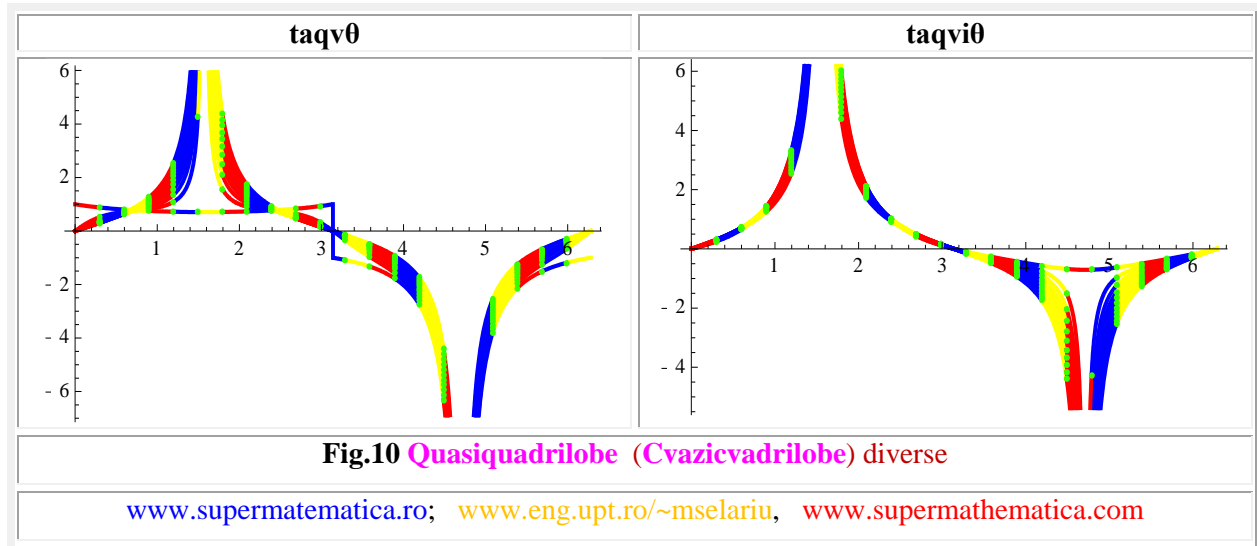 taqvθ
taqviθ
6
4
2
- 2
- 4
- 6
1 2 3 4 5 6
6
4
2
- 2
- 4
1 2 3 4 5 6
Fig.10 Quasiquadrilobe (Cvazicvadrilobe) diverse
www.supermatematica.ro; www.eng.upt.ro/~mselariu, www.supermathematica.com